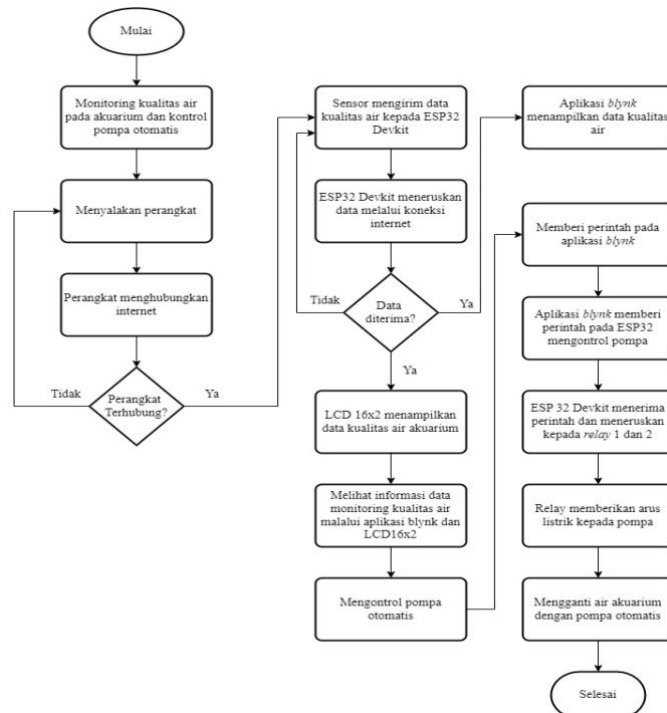 Mulai
Monitoring kualitas air
pada akuarium dan kontrol
pompa otomatis
Menyalakan perangkat
Perangkat menghubungkan
internet
Tidak
Perangkat
Terhubung?
Ya
Sensor mengirim data
kualitas air kepada ESP32
Devkit
ESP32 Devkit meneruskan
data melalui koneksi
internet
Tidak
Data
diterima?
Ya
Ya
LCD 16x2 menampilkan
data kualitas air akuarium
Melihat informasi data
monitoring kualitas air
malalui aplikasi blynk dan
LCD16x2
Mengontrol pompa
otomatis
Aplikasi blynk
menampilkan data kualitas
air
Memberi perintah pada
aplikasi blynk
Aplikasi blynk memberi
perintah pada ESP32
mengontrol pompa
ESP 32 Devkit menerima
perintah dan meneruskan
kepada relay 1 dan 2
Relay memberikan arus
listrik kepada pompa
Mengganti air akuarium
dengan pompa otomatis
Selesai